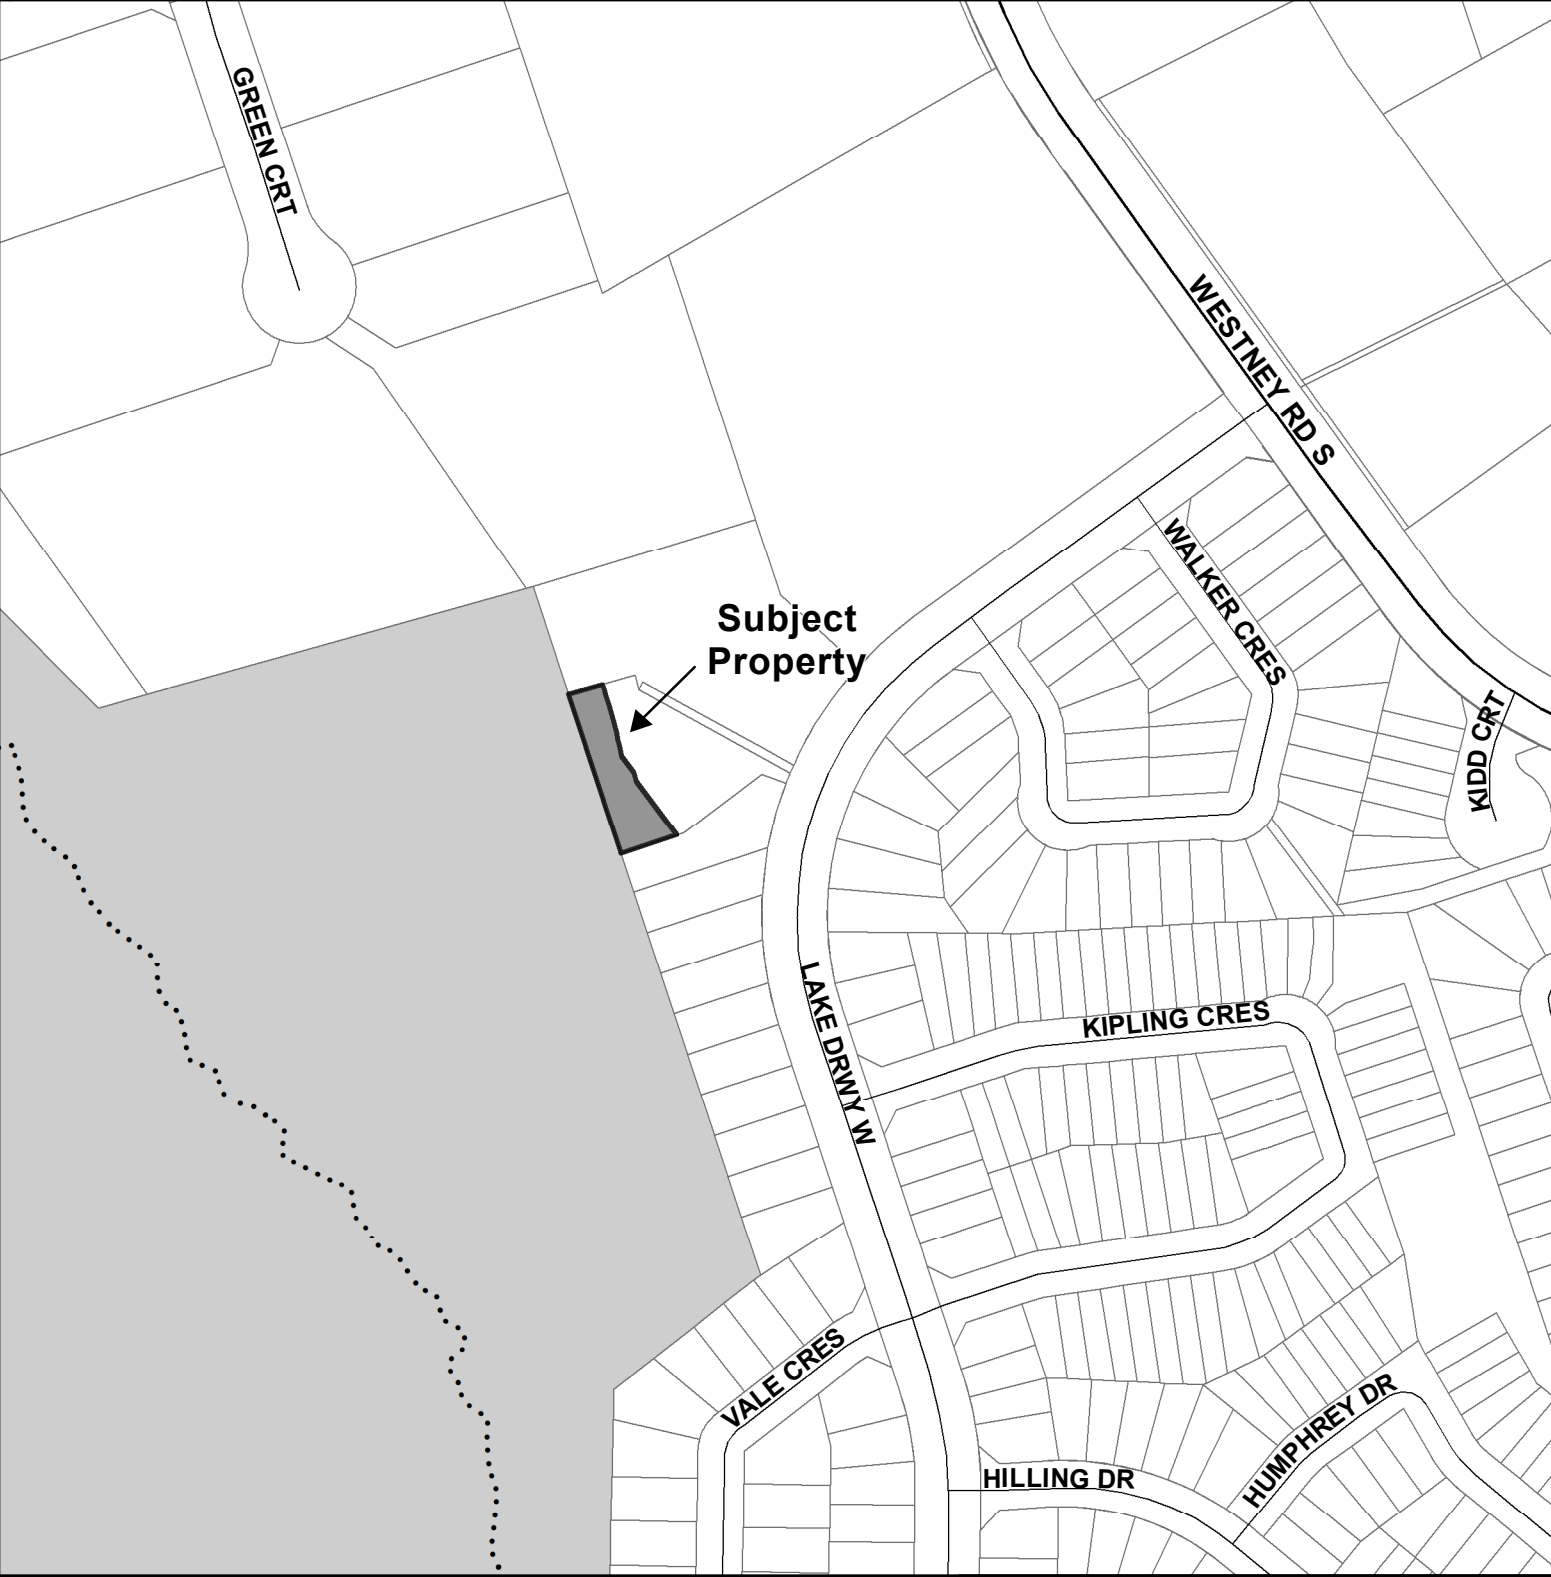 GREEN CRT
WESTNEY RD S
WALKER CRES
Subject
Property
KIDD CRT
LAKE DRWY W
KIPLING CRES
VALE CRES
HUMPHREY DR
HILLING DR